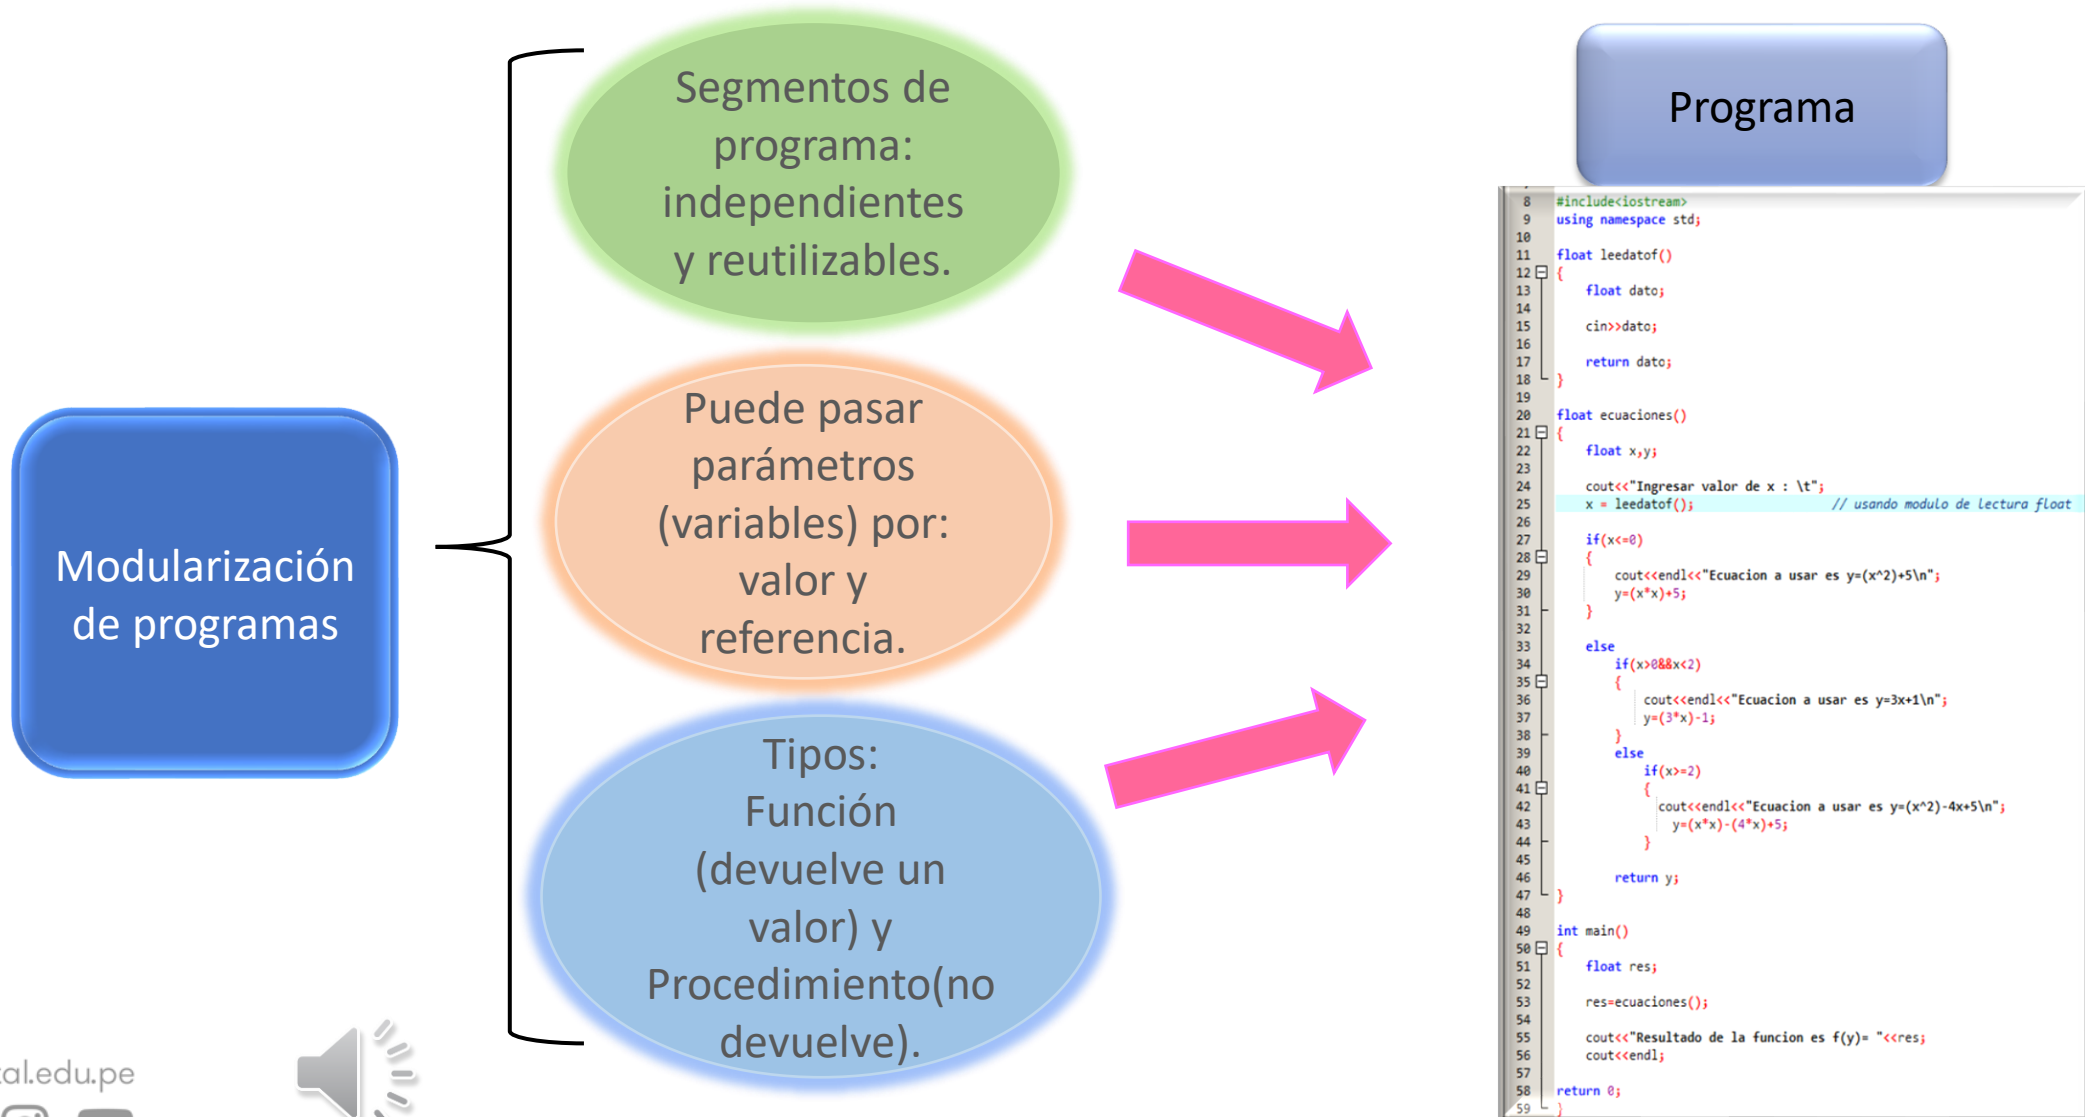 Modularización
de programas
Segmentos de
programa:
independientes
y reutilizables.
Puede pasar
parámetros
(variables) por:
valor y
referencia.
Tipos:
Función
(devuelve un
valor) y
Procedimiento(no
devuelve).
Programa
8 #include<iostream>
9 using namespace std;
10
11 float leedatof()
12 {
13 float dato;
14
15 cin>>dato;
16
17 return dato;
18 }
19
20 float ecuaciones()
21 {
22 float x,y;
23
24 cout<<"Ingresar valor de x : \t";
25 x = leedatof(); // usando modulo de lectura float
26
27 if(x<=0)
28 {
29 cout<<endl<<"Ecuacion a usar es y=(x^2)+5\n";
30 y=(x*x)+5;
31 }
32
33 else
34 if(x>0&&x<2)
35 {
36 cout<<endl<<"Ecuacion a usar es y=3x+1\n";
37 y=(3*x)-1;
38 }
39 else
40 if(x>=2)
41 {
42 cout<<endl<<"Ecuacion a usar es y=(x^2)-4x+5\n";
43 y=(x*x)-(4*x)+5;
44 }
45
46 return y;
47 }
48
49 int main()
50 {
51 float res;
52
53 res=ecuaciones();
54
55 cout<<"Resultado de la funcion es f(y)= "<<res;
56 cout<<endl;
57
58 return 0;
59 }
al.edu.pe